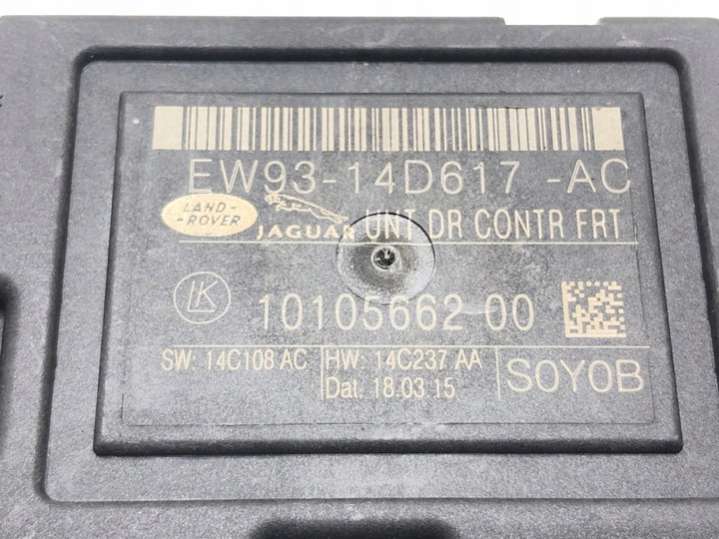 EW93-14D617-AC
LAND-
-ROVER
JAGUAR UNT DR CONTR FRT
LK
10105662 00
SW: 14C108 AC HW: 14C237 AA
Dat. 18.03.15
SOYOB